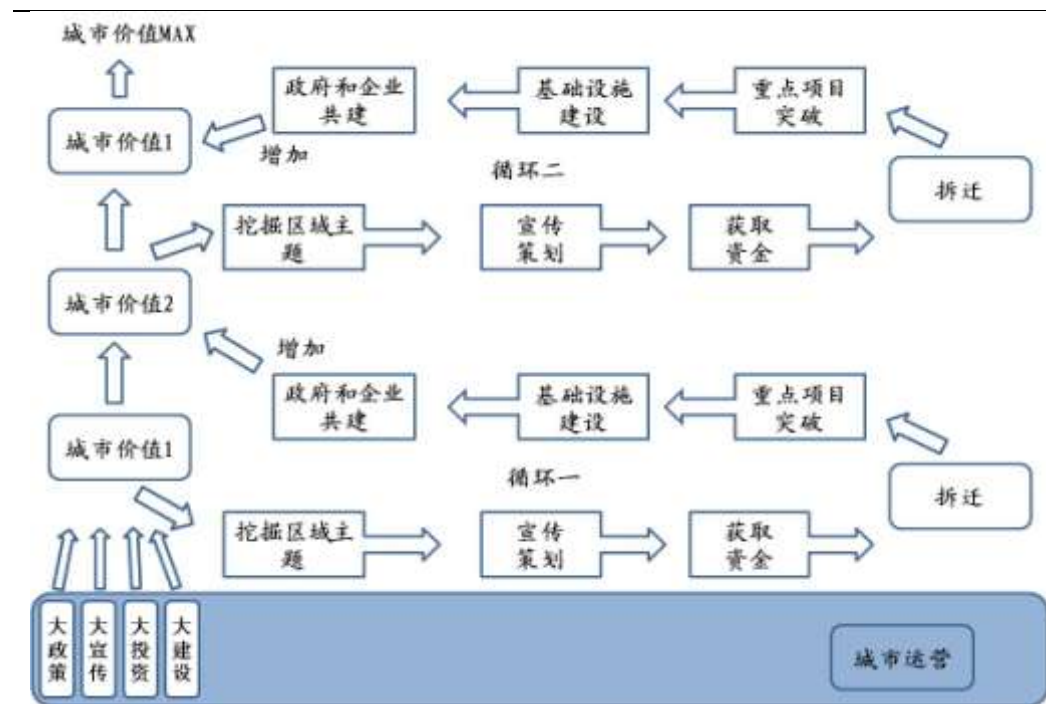 城市价值MAX
政府和企业
共建
基础设施
建设
重点项目
突破
城市价值1
增加
循环二
拆迁
挖掘区域主
题
宣传
策划
获取
资金
城市价值2
增加
政府和企业
共建
基础设施
建设
重点项目
突破
城市价值1
循环一
拆迁
挖掘区域主
题
宣传
策划
获取
资金
大政策
大宣传
大投资
大建设
城市运营